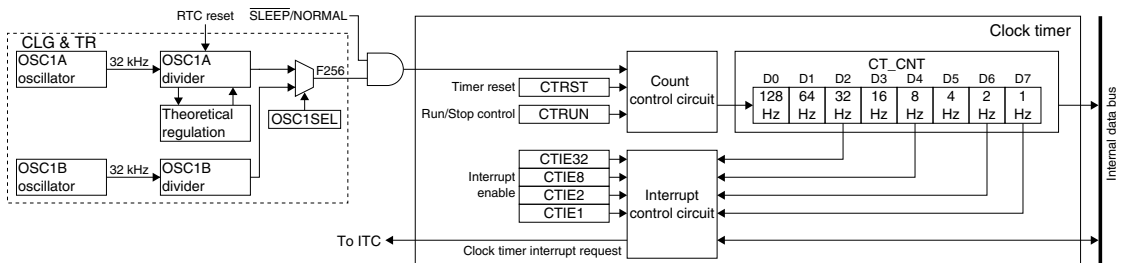 RTC reset
SLEEP/NORMAL
Clock timer
CLG & TR
OSC1A
oscillator
32 kHz
OSC1A
divider
F256
Theoretical
regulation
OSC1SEL
OSC1B
oscillator
32 kHz
OSC1B
divider
Timer reset
CTRST
Run/Stop control
CTRUN
Count
control circuit
CT_CNT
D0 D1 D2 D3 D4 D5 D6 D7
128 64 32 16 8 4 2 1
Hz Hz Hz Hz Hz Hz Hz Hz
Internal data bus
Interrupt
enable
CTIE32
CTIE8
CTIE2
CTIE1
Interrupt
control circuit
To ITC
Clock timer interrupt request